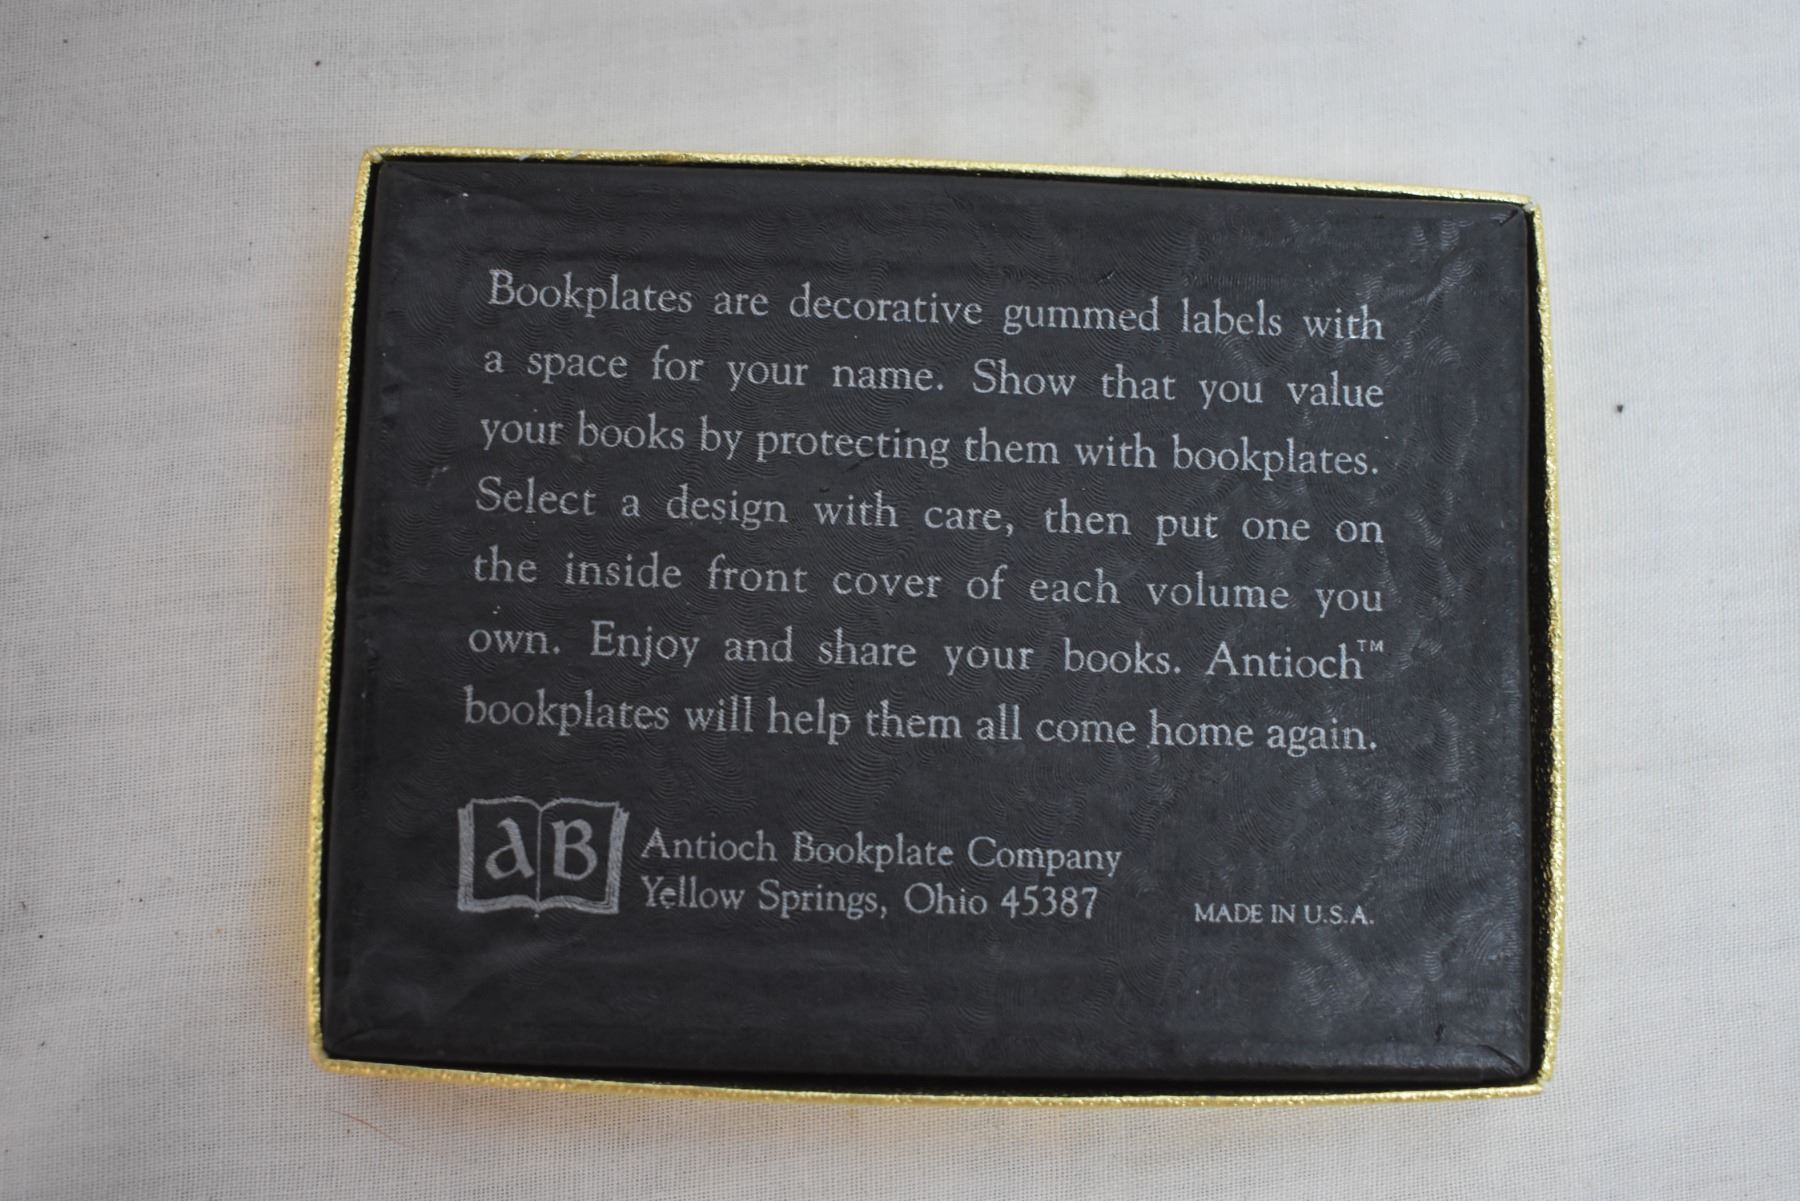 Bookplates are decorative gummed labels with
a space for your name. Show that you value
your books by protecting them with bookplates.
Select a design with care, then put one on
the inside front cover of each volume you
own. Enjoy and share your books. Antioch™
bookplates will help them all come home again.
aB
Antioch Bookplate Company
Yellow Springs, Ohio 45387
MADE IN U.S.A.